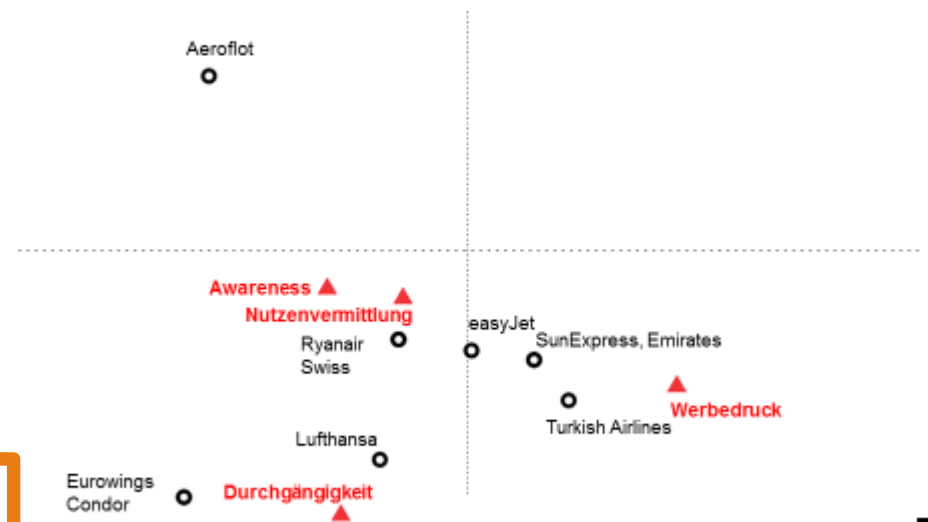 Aeroflot
Awareness
Nutzenvermittlung
easyJet
Ryanair
Swiss
SunExpress, Emirates
Werbedruck
Turkish Airlines
Lufthansa
Eurowings
Condor
Durchgängigkeit